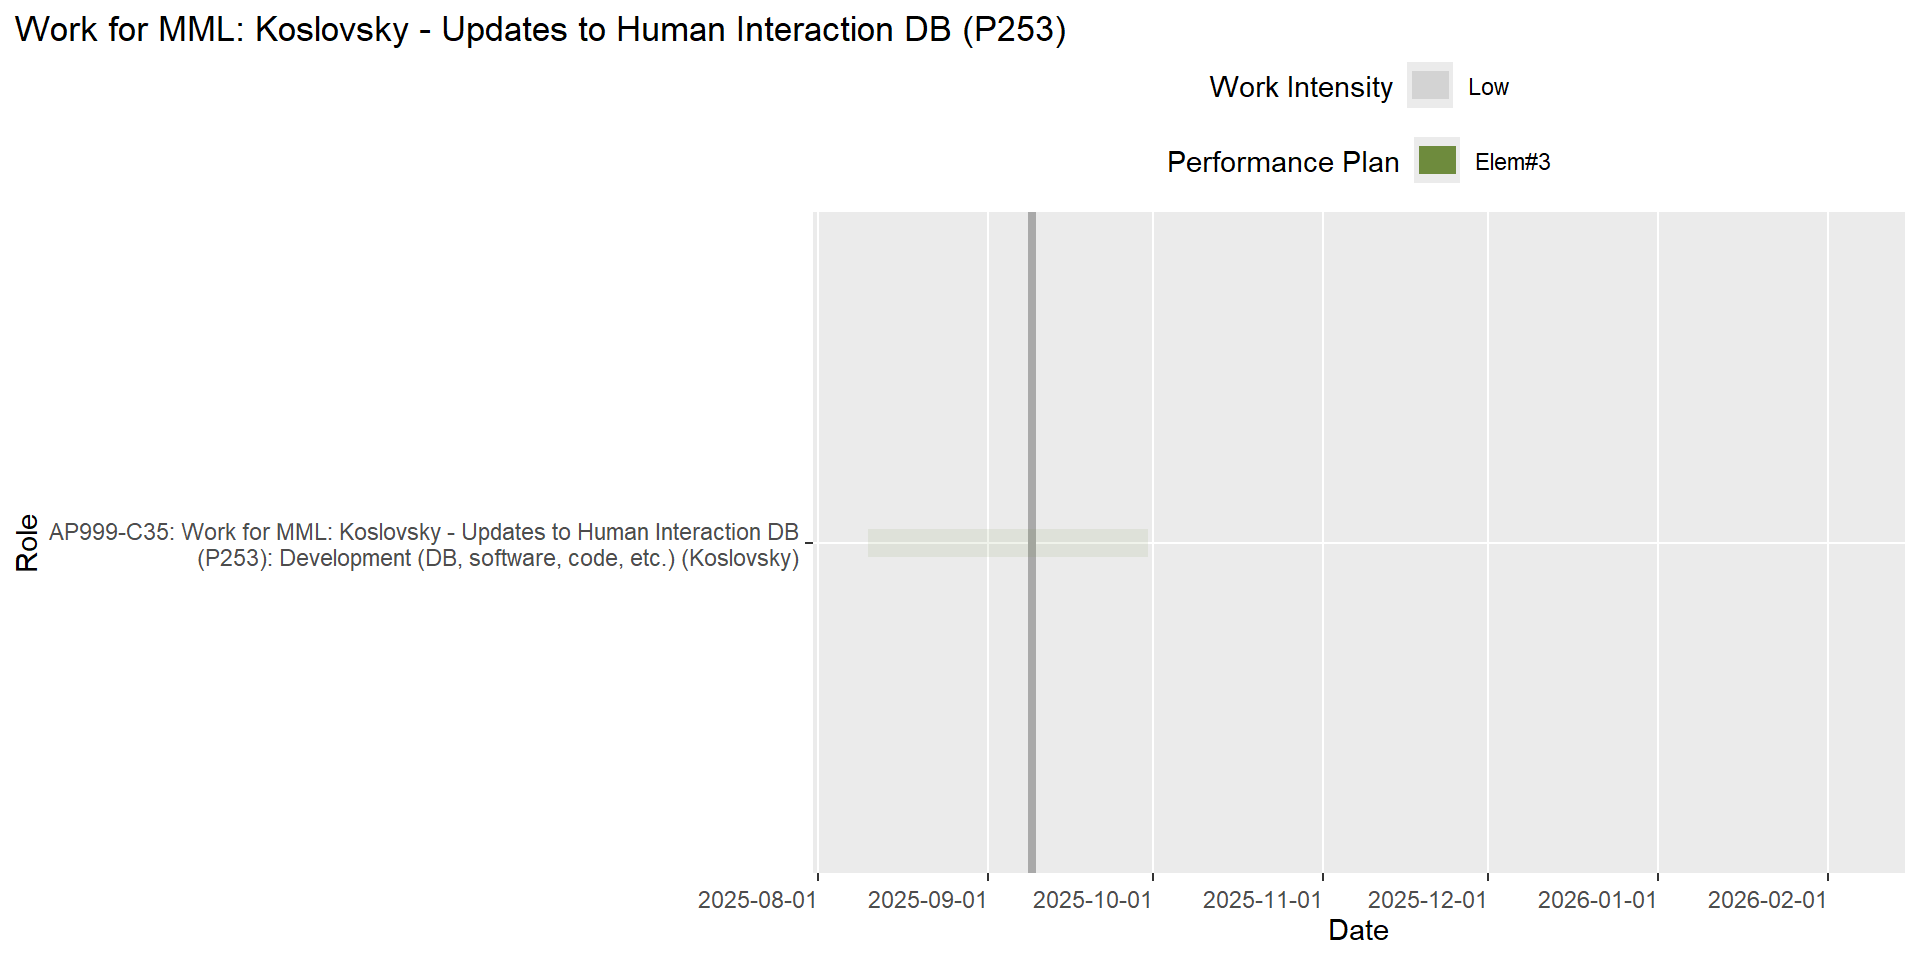 Work for MML: Koslovsky - Updates to Human Interaction DB (P253)
Work Intensity Low
Performance Plan Elem#3
Role
AP999-C35: Work for MML: Koslovsky - Updates to Human Interaction DB
(P253): Development (DB, software, code, etc.) (Koslovsky)
2025-08-01 2025-09-01 2025-10-01 2025-11-01 2025-12-01 2026-01-01 2026-02-01
Date